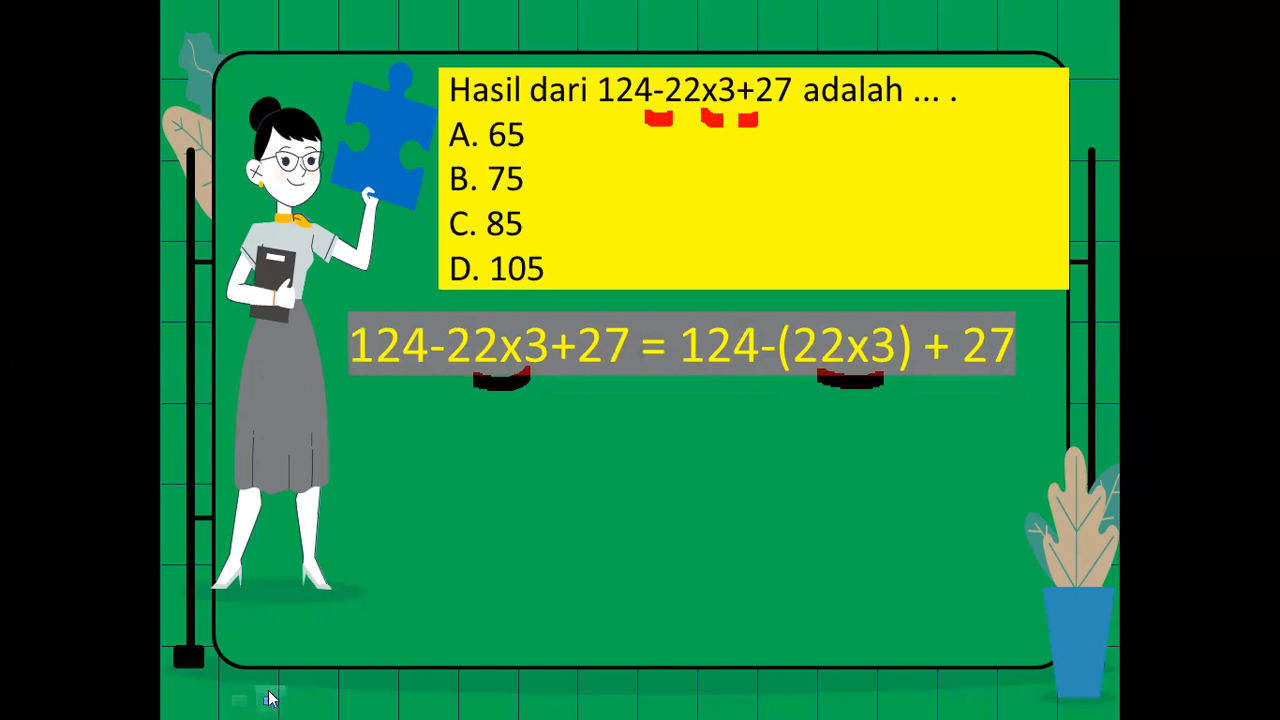 Hasil dari 124-22x3+27 adalah ... .
A. 65
B. 75
C. 85
D. 105
124-22x3+27 = 124-(22x3) + 27